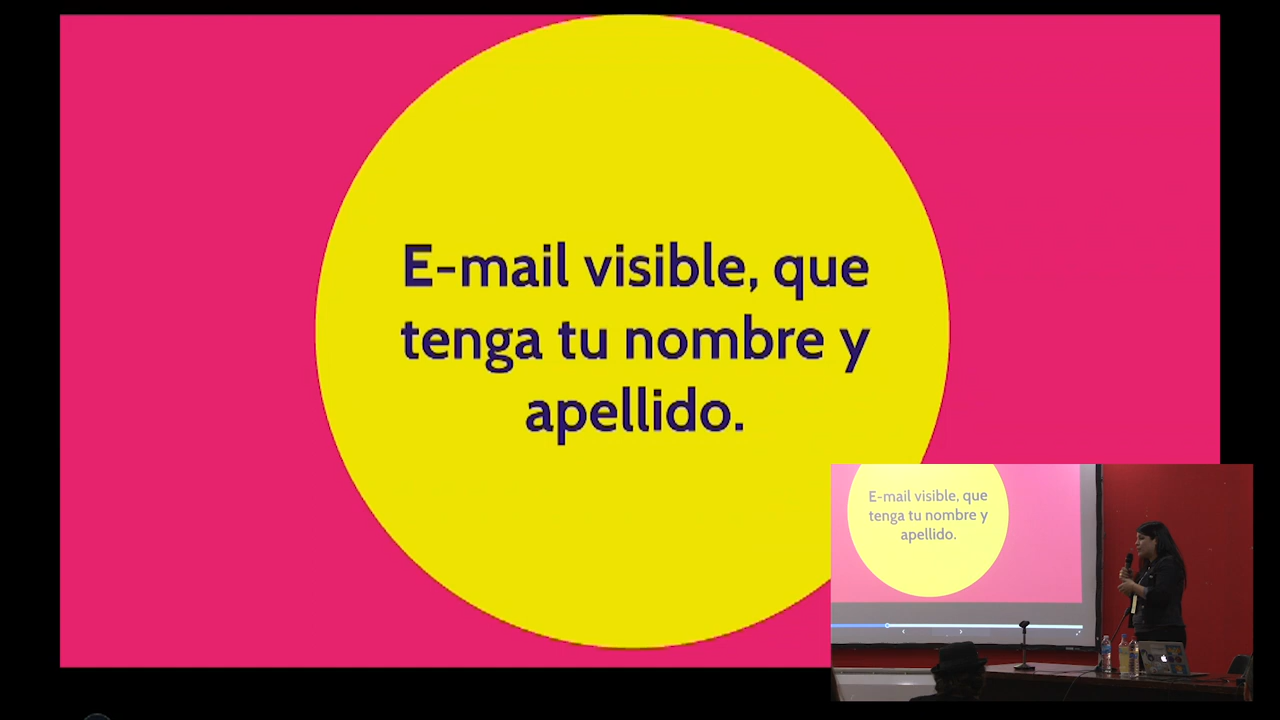 E-mail visible, que
tenga tu nombre y
apellido.
E-mail visible, que
tenga tu nombre y
apellido.